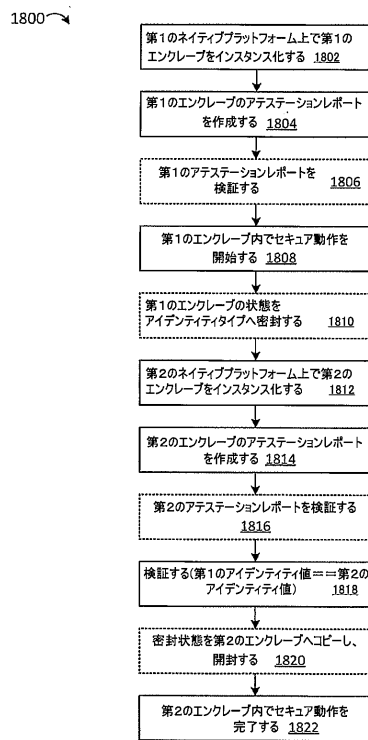 1800
第1のネイティブプラットフォーム上で第1の
エンクレーブをインスタンス化する 1802
第1のエンクレーブのアテステーションレポート
を作成する 1804
第1のアテステーションレポートを
検証する 1806
第1のエンクレーブ内でセキュア動作を
開始する 1808
第1のエンクレーブの状態を
アイデンティティタイプへ密封する 1810
第2のネイティブプラットフォーム上で第2の
エンクレーブをインスタンス化する 1812
第2のエンクレーブのアテステーションレポート
を作成する 1814
第2のアテステーションレポートを検証する
1816
検証する(第1のアイデンティティ値==第2の
アイデンティティ値) 1818
密封状態を第2のエンクレーブへコピーし、
開封する 1820
第2のエンクレーブ内でセキュア動作を
完了する 1822